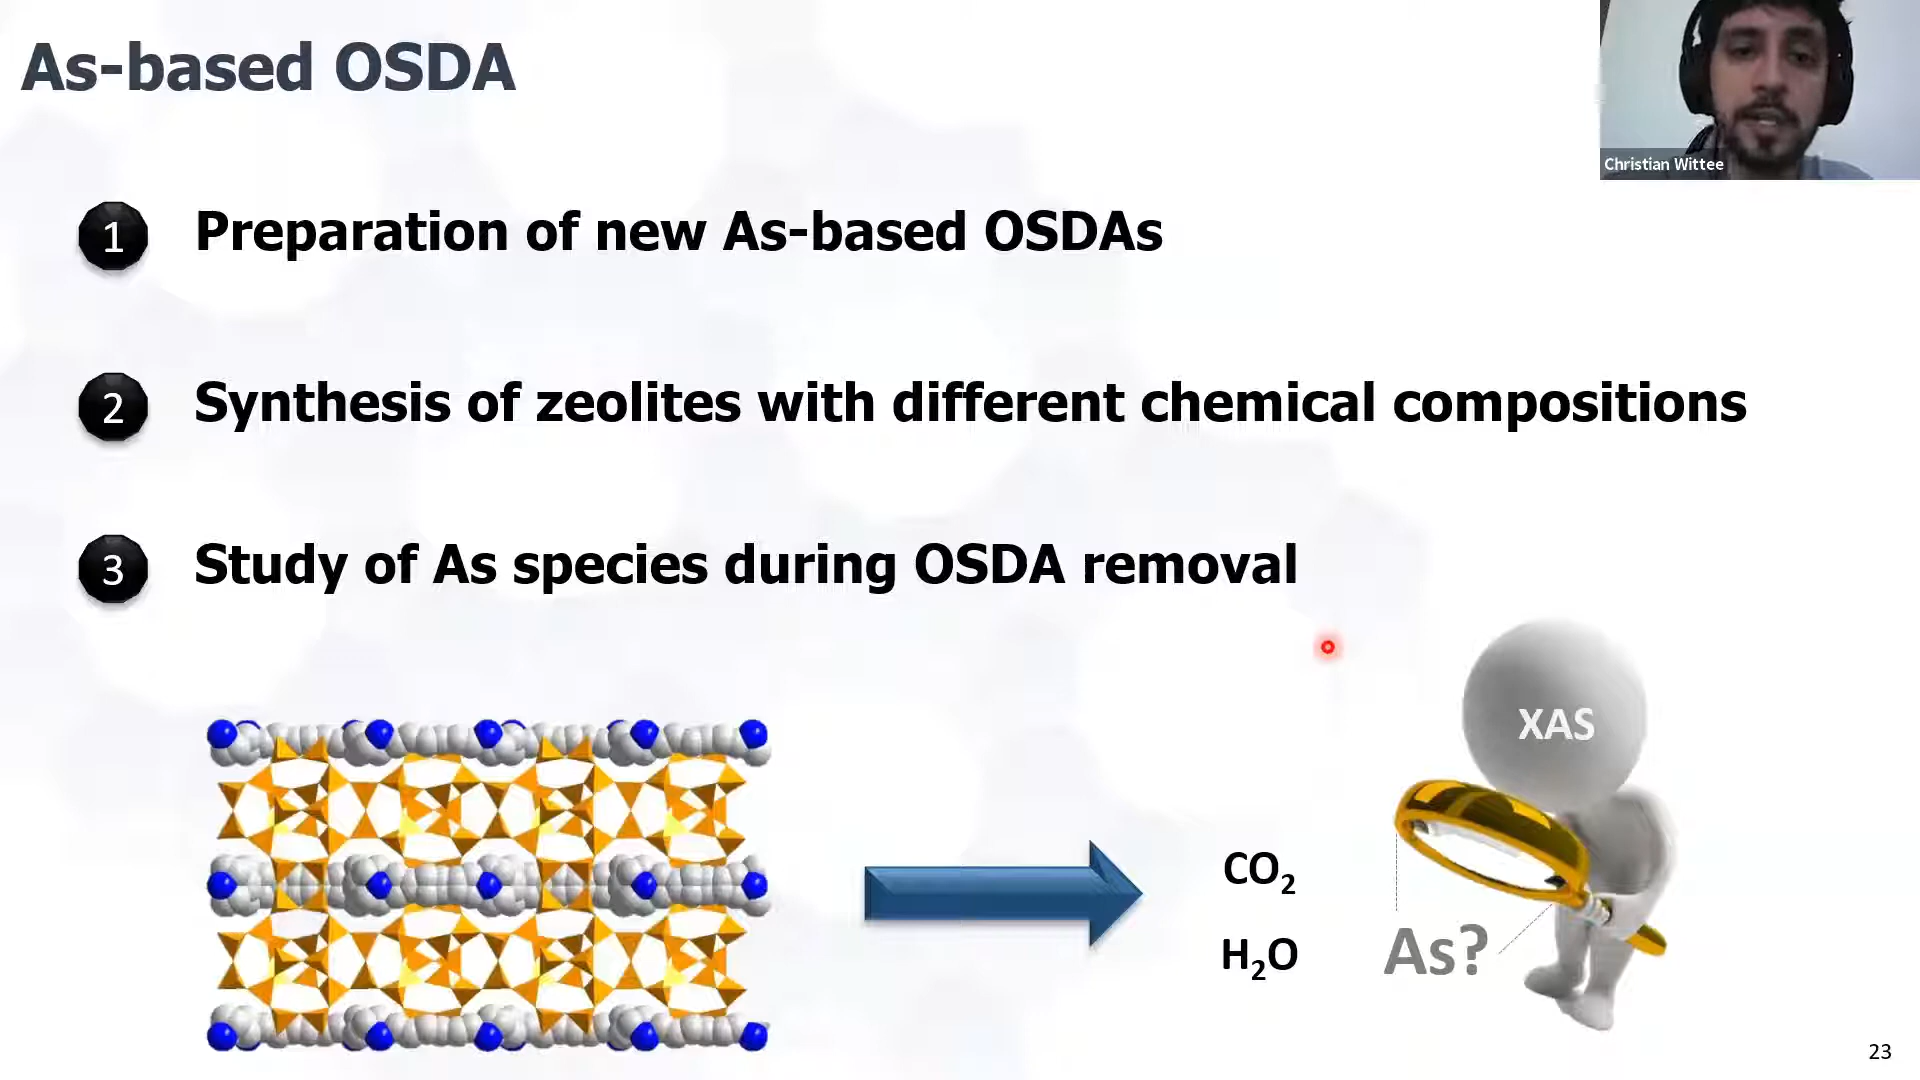 As-based OSDA
Christian Wittee
1 Preparation of new As-based OSDAs
2 Synthesis of zeolites with different chemical compositions
3 Study of As species during OSDA removal
XAS
CO₂
H₂O
As?
23